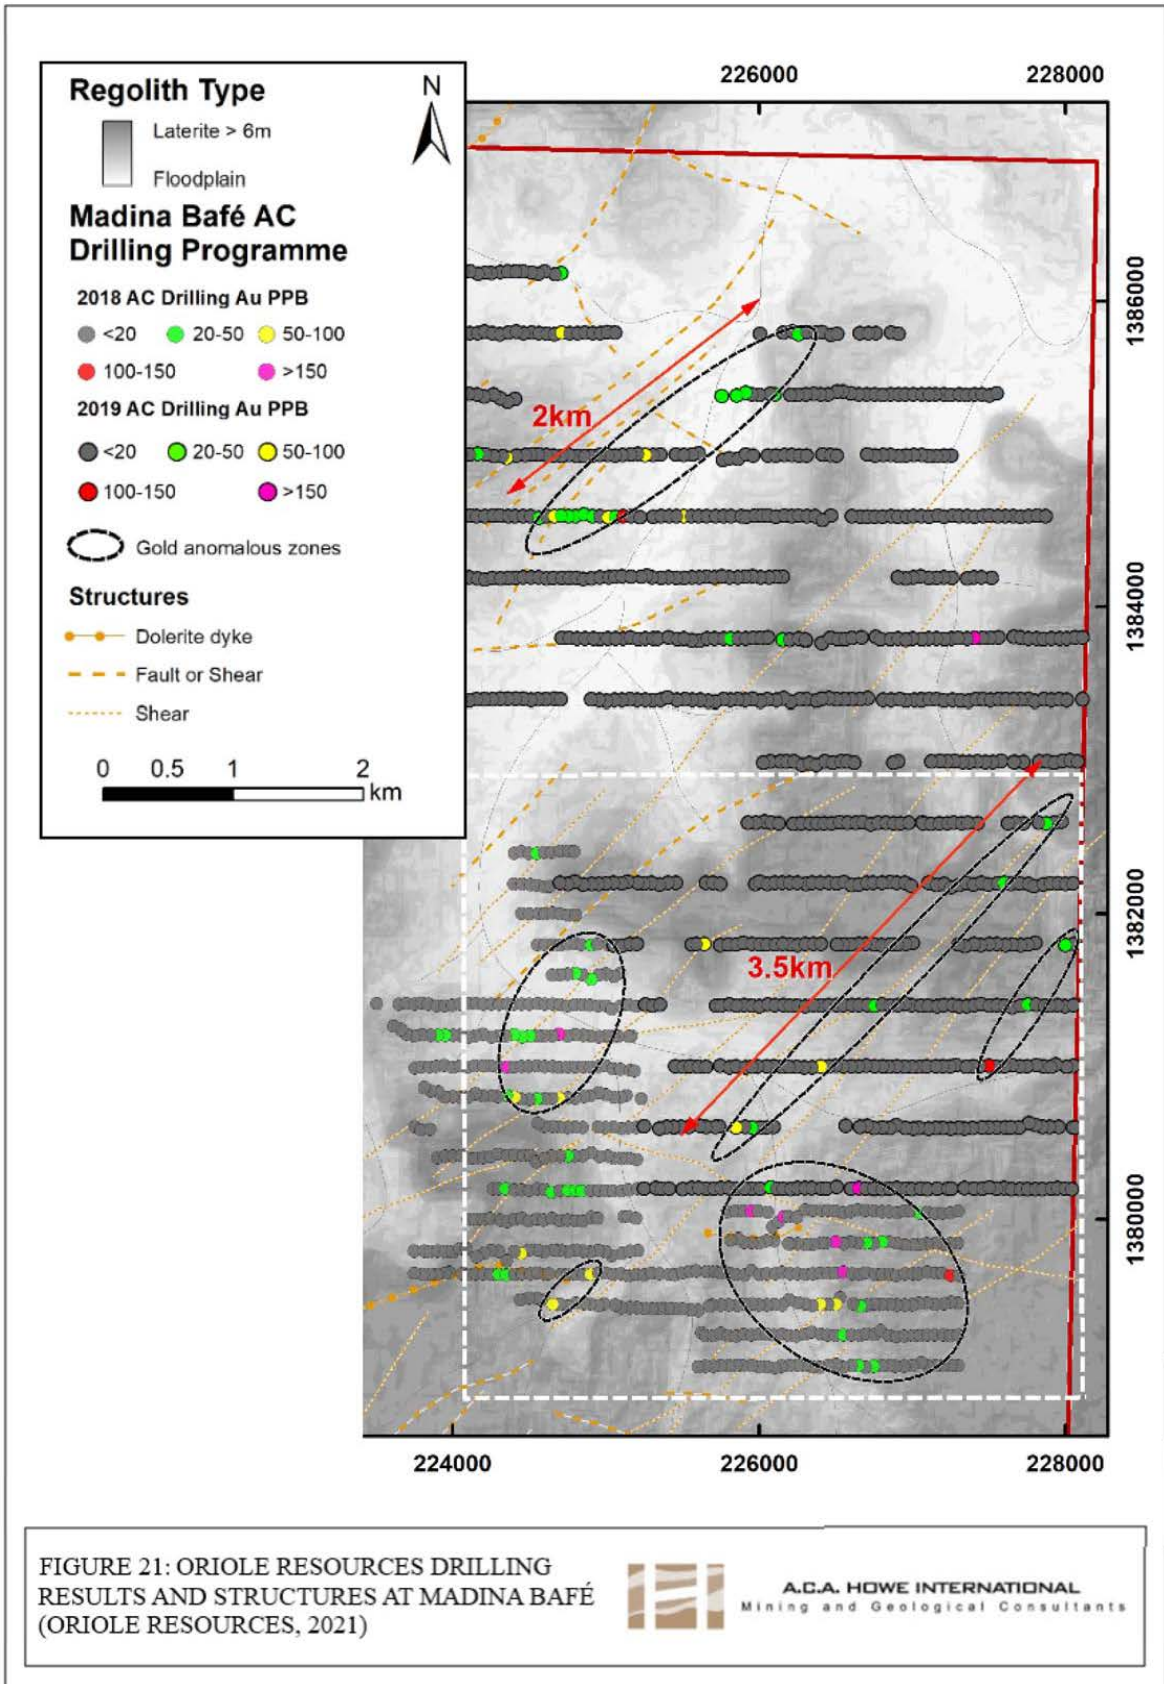 226000
228000
Regolith Type
N
Laterite > 6m
Floodplain
Madina Bafé AC
Drilling Programme
2018 AC Drilling Au PPB
<20 20-50 50-100
100-150 >150
2019 AC Drilling Au PPB
<20 20-50 50-100
100-150 >150
Gold anomalous zones
Structures
Dolerite dyke
Fault or Shear
Shear
0 0.5 1 2
km
2km
3.5km
1386000
1384000
1382000
1380000
224000
226000
228000
FIGURE 21: ORIOLE RESOURCES DRILLING
RESULTS AND STRUCTURES AT MADINA BAFÉ
(ORIOLE RESOURCES, 2021)
A.C.A. HOWE INTERNATIONAL
Mining and Geological Consultants